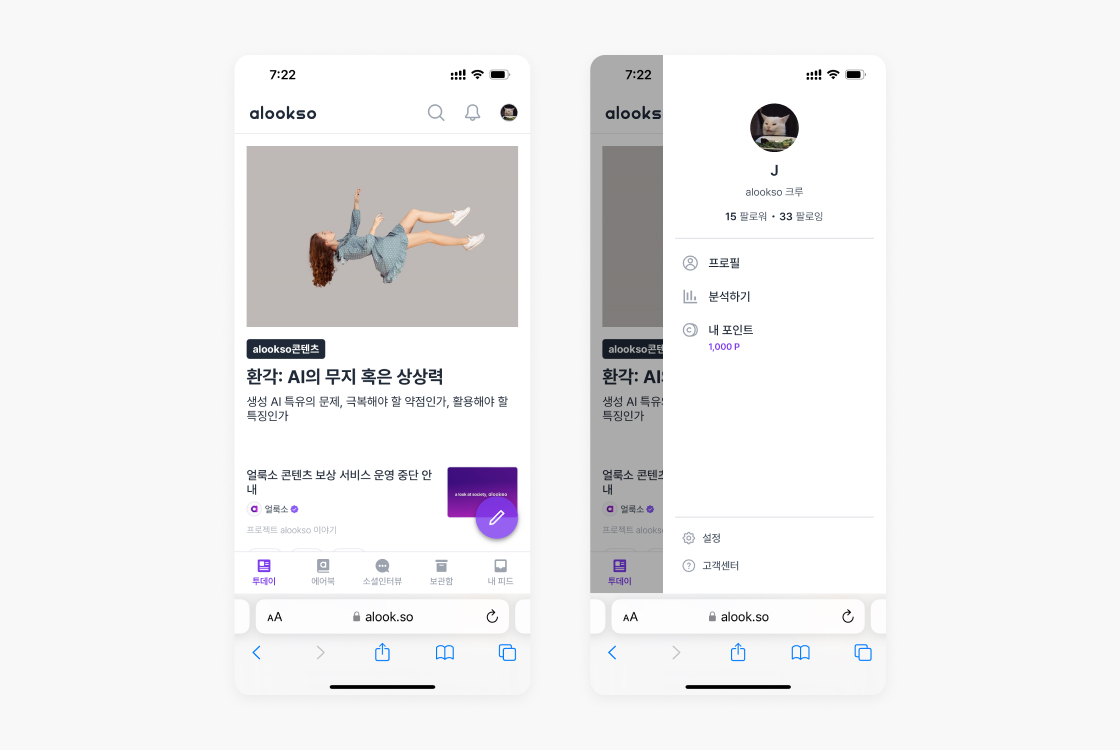 7:22
alookso
alookso콘텐츠
환각: AI의 무지 혹은 상상력
생성 AI 특유의 문제, 극복해야 할 약점인가, 활용해야 할
특징인가
얼룩소 콘텐츠 보상 서비스 운영 중단 안
내
a look at society, alookso
a 얼룩소
프로젝트 alookso 이야기
투데이 에어북 소셜인터뷰 보관함 내 피드
AA alook.so
7:22
alooks
J
alookso 크루
15 팔로워 • 33 팔로잉
프로필
분석하기
내 포인트
1,000 P
alookso콘텐
환각: AI
생성 AI 특유의
특징인가
얼룩소 콘텐츠
내
a 얼룩소
프로젝트 alookso
설정
고객센터
투데이
AA alook.so